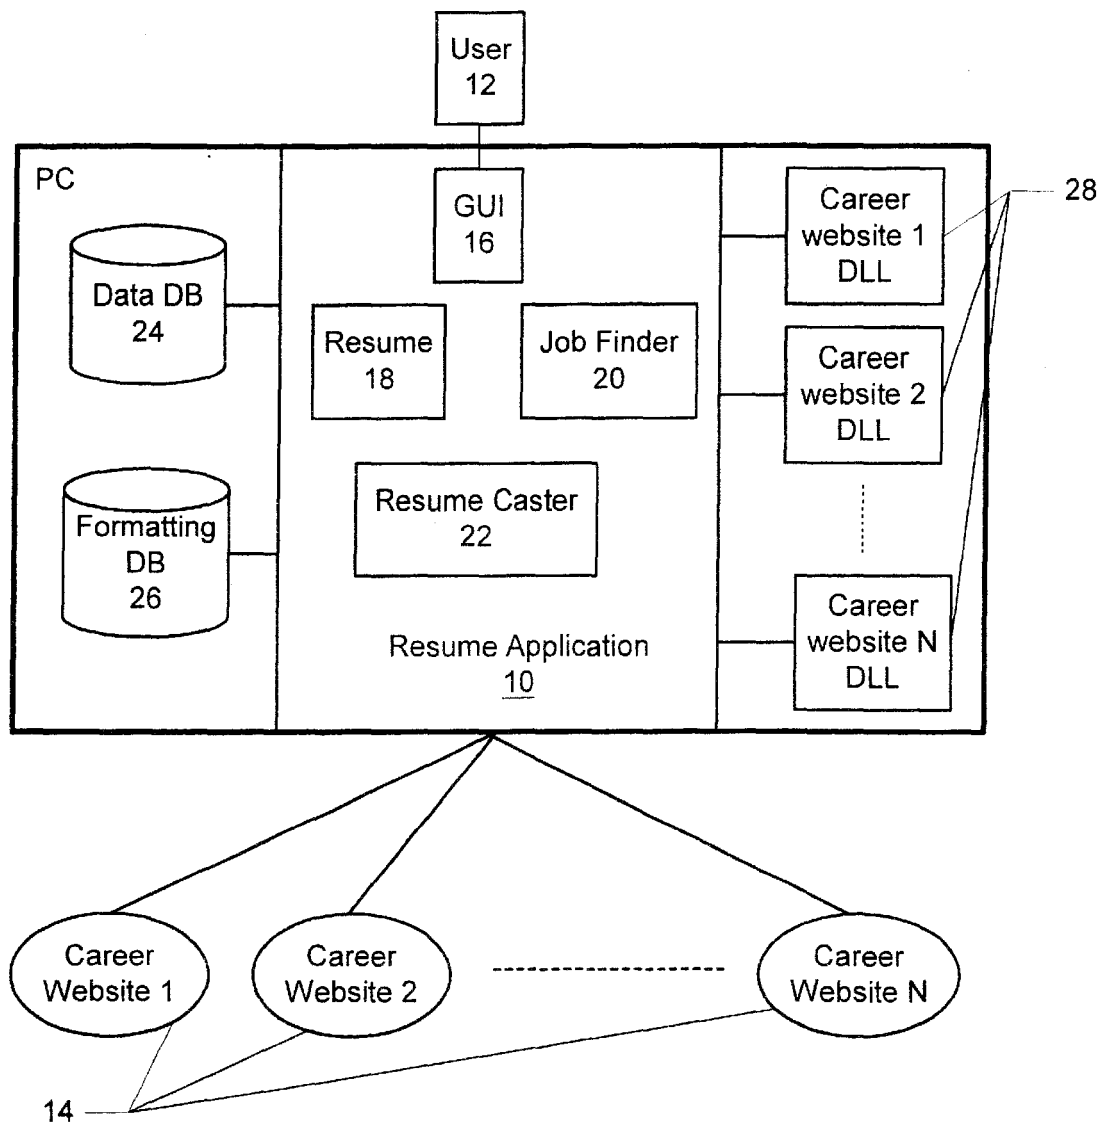 User
12
PC
GUI
16
Data DB
24
Resume
18
Job Finder
20
Formatting
DB
26
Resume Caster
22
Resume Application
10
Career
website 1
DLL
28
Career
website 2
DLL
Career
website N
DLL
Career
Website 1
Career
Website 2
Career
Website N
14